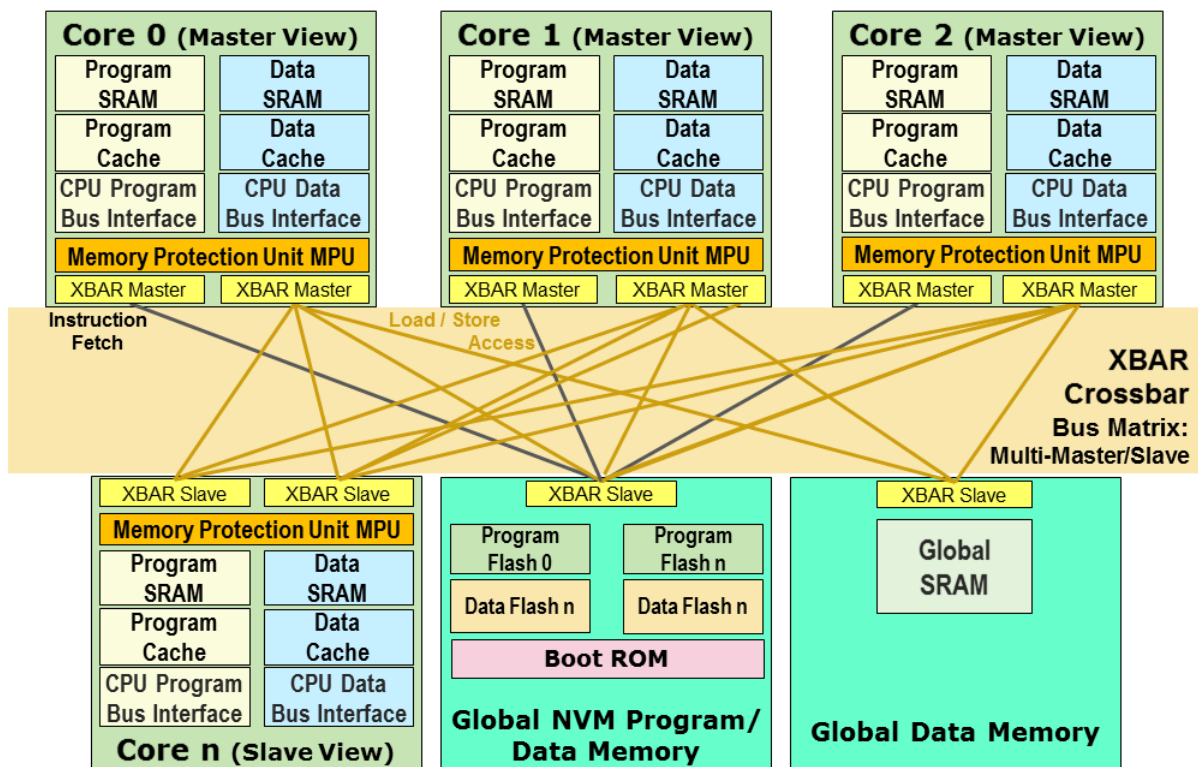 Core 0 (Master View)
Program
SRAM
Data
SRAM
Program
Cache
Data
Cache
CPU Program
Bus Interface
CPU Data
Bus Interface
Memory Protection Unit MPU
XBAR Master
XBAR Master
Core 1 (Master View)
Program
SRAM
Data
SRAM
Program
Cache
Data
Cache
CPU Program
Bus Interface
CPU Data
Bus Interface
Memory Protection Unit MPU
XBAR Master
XBAR Master
Core 2 (Master View)
Program
SRAM
Data
SRAM
Program
Cache
Data
Cache
CPU Program
Bus Interface
CPU Data
Bus Interface
Memory Protection Unit MPU
XBAR Master
XBAR Master
Instruction
Fetch
Load / Store
Access
XBAR
Crossbar
Bus Matrix:
Multi-Master/Slave
XBAR Slave
XBAR Slave
Memory Protection Unit MPU
Program
SRAM
Data
SRAM
Program
Cache
Data
Cache
CPU Program
Bus Interface
CPU Data
Bus Interface
Core n (Slave View)
XBAR Slave
Program
Flash 0
Program
Flash n
Data Flash n
Data Flash n
Boot ROM
Global NVM Program/
Data Memory
XBAR Slave
Global
SRAM
Global Data Memory